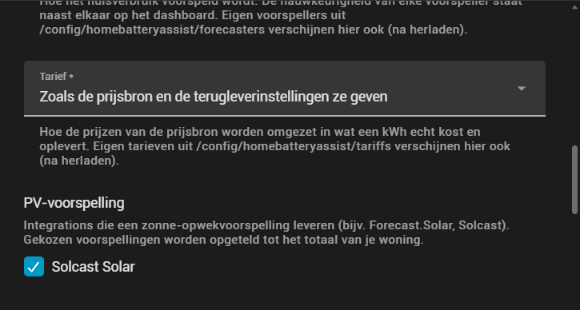 Hoe het huisverbruik voorspeld wordt. De nauwkeurigheid van elke voorspeller staat
naast elkaar op het dashboard. Eigen voorspellers uit
/config/homebatteryassist/forecasters verschijnen hier ook (na herladen).
Tarief *
Zoals de prijsbron en de terugleverinstellingen ze geven
Hoe de prijzen van de prijsbron worden omgezet in wat een kWh echt kost en
oplevert. Eigen tarieven uit /config/homebatteryassist/tariffs verschijnen hier ook
(na herladen).
PV-voorspelling
Integrations die een zonne-opwekvoorspelling leveren (bijv. Forecast.Solar, Solcast).
Gekozen voorspellingen worden opgeteld tot het totaal van je woning.
Solcast Solar